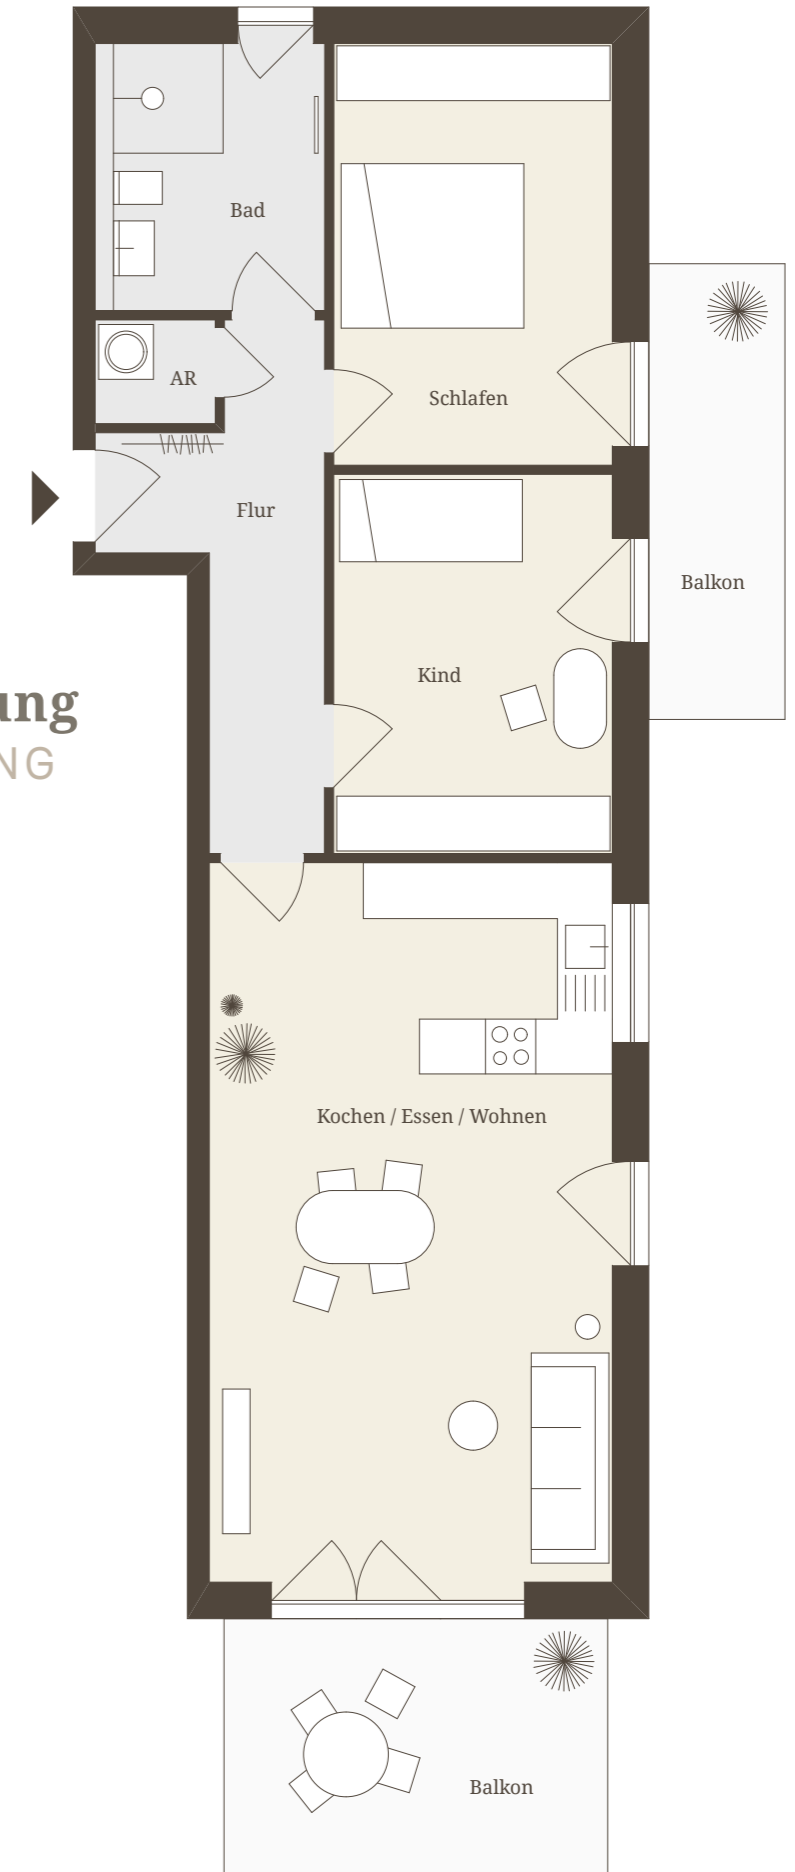 Bad
AR
Schlafen
Flur
Balkon
Kind
ung
NG
Kochen / Essen / Wohnen
Balkon